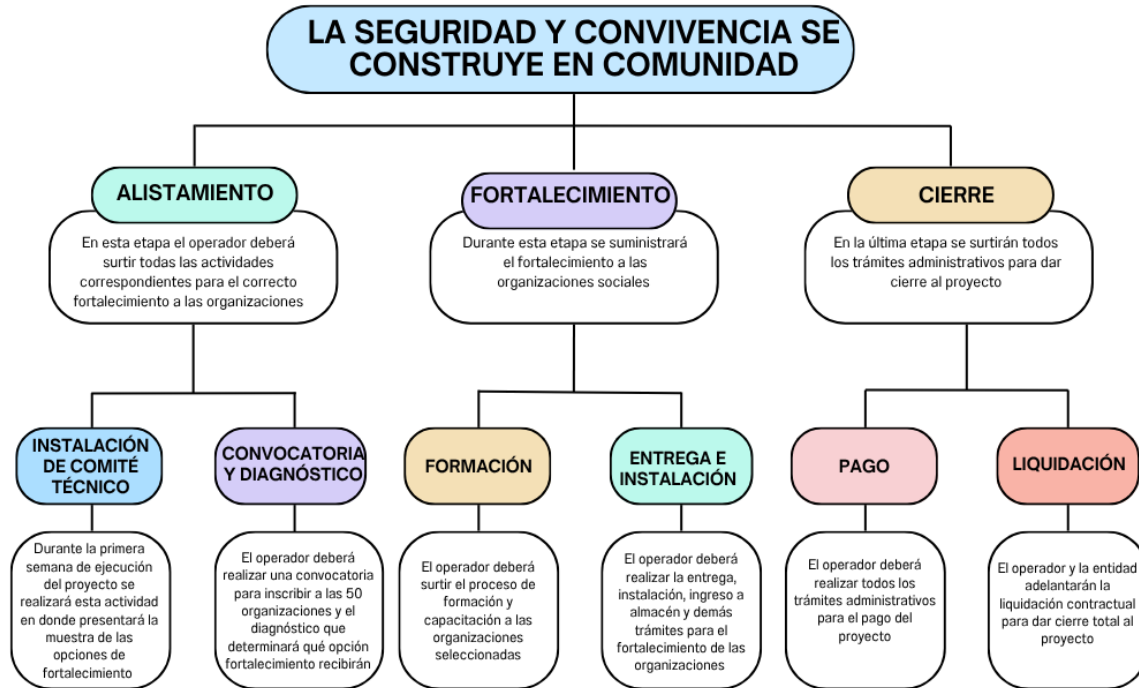 LA SEGURIDAD Y CONVIVENCIA SE
CONSTRUYE EN COMUNIDAD
ALISTAMIENTO
En esta etapa el operador deberá
surtir todas las actividades
correspondientes para el correcto
fortalecimiento a las organizaciones
FORTALECIMIENTO
Durante esta etapa se suministrará
el fortalecimiento a las
organizaciones sociales
CIERRE
En la última etapa se surtirán todos
los trámites administrativos para dar
cierre al proyecto
INSTALACIÓN
DE COMITÉ
TÉCNICO
Durante la primera
semana de ejecución
del proyecto se
realizará esta actividad
en donde presentará la
muestra de las
opciones de
fortalecimiento
CONVOCATORIA
Y DIAGNÓSTICO
El operador deberá
realizar una convocatoria
para inscribir a las 50
organizaciones y el
diagnóstico que
determinará qué opción
fortalecimiento recibirán
FORMACIÓN
El operador deberá
surtir el proceso de
formación y
capacitación a las
organizaciones
seleccionadas
ENTREGA E
INSTALACIÓN
El operador deberá
realizar la entrega,
instalación, ingreso a
almacén y demás
trámites para el
fortalecimiento de las
organizaciones
PAGO
El operador deberá
realizar todos los
trámites administrativos
para el pago del
proyecto
LIQUIDACIÓN
El operador y la entidad
adelantarán la
liquidación contractual
para dar cierre total al
proyecto